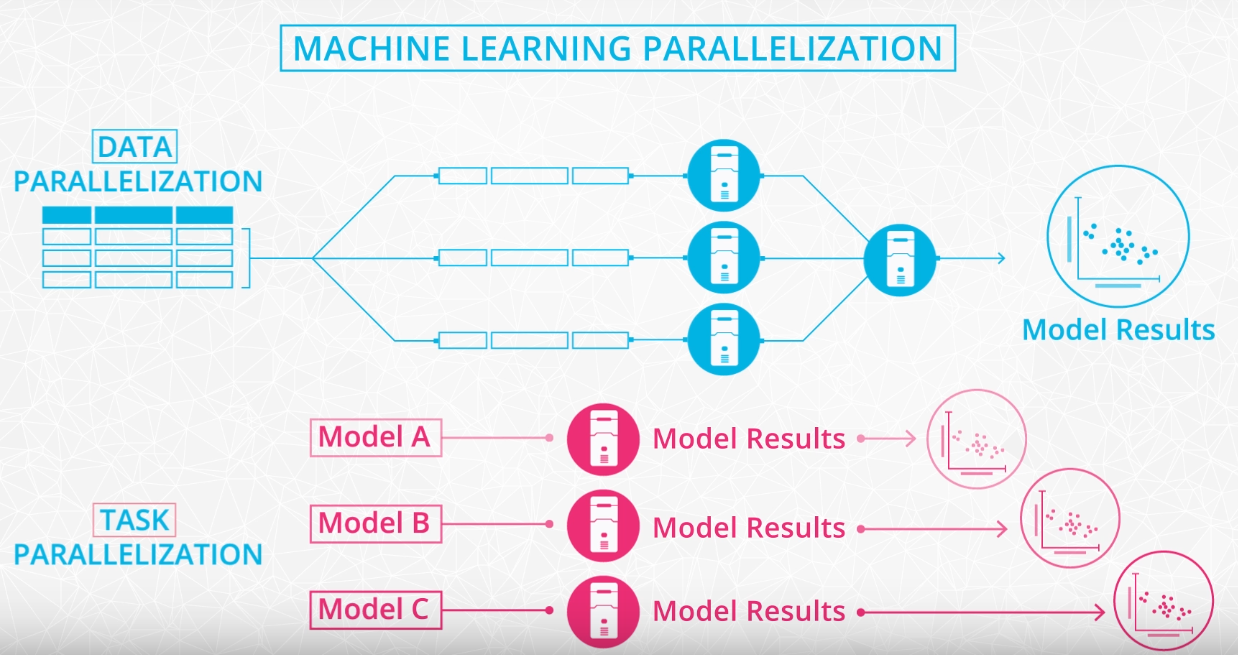 MACHINE LEARNING PARALLELIZATION
DATA
PARALLELIZATION
Model Results
Model A
Model Results
TASK
PARALLELIZATION
Model B
Model Results
Model C
Model Results